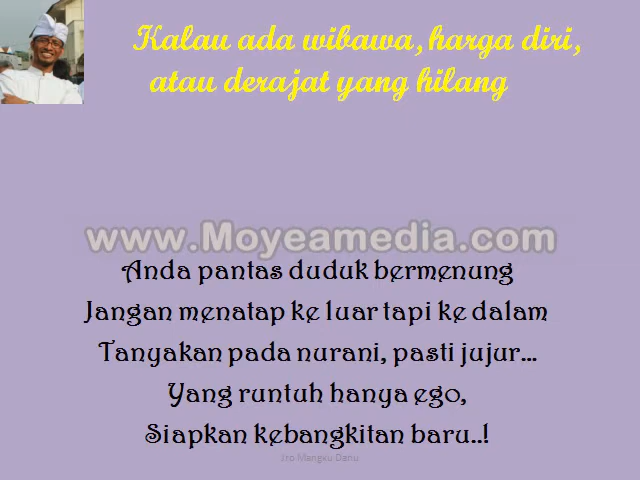 Kalau ada wibawa, harga diri,
atau derajat yang hilang
www.Moyeamedia.com
Anda pantas duduk bermenung
Jangan menatap ke luar tapi ke dalam
Tanyakan pada nurani, pasti jujur...
Yang runtuh hanya ego,
Siapkan kebangkitan baru..!
Jro Mangku Danu